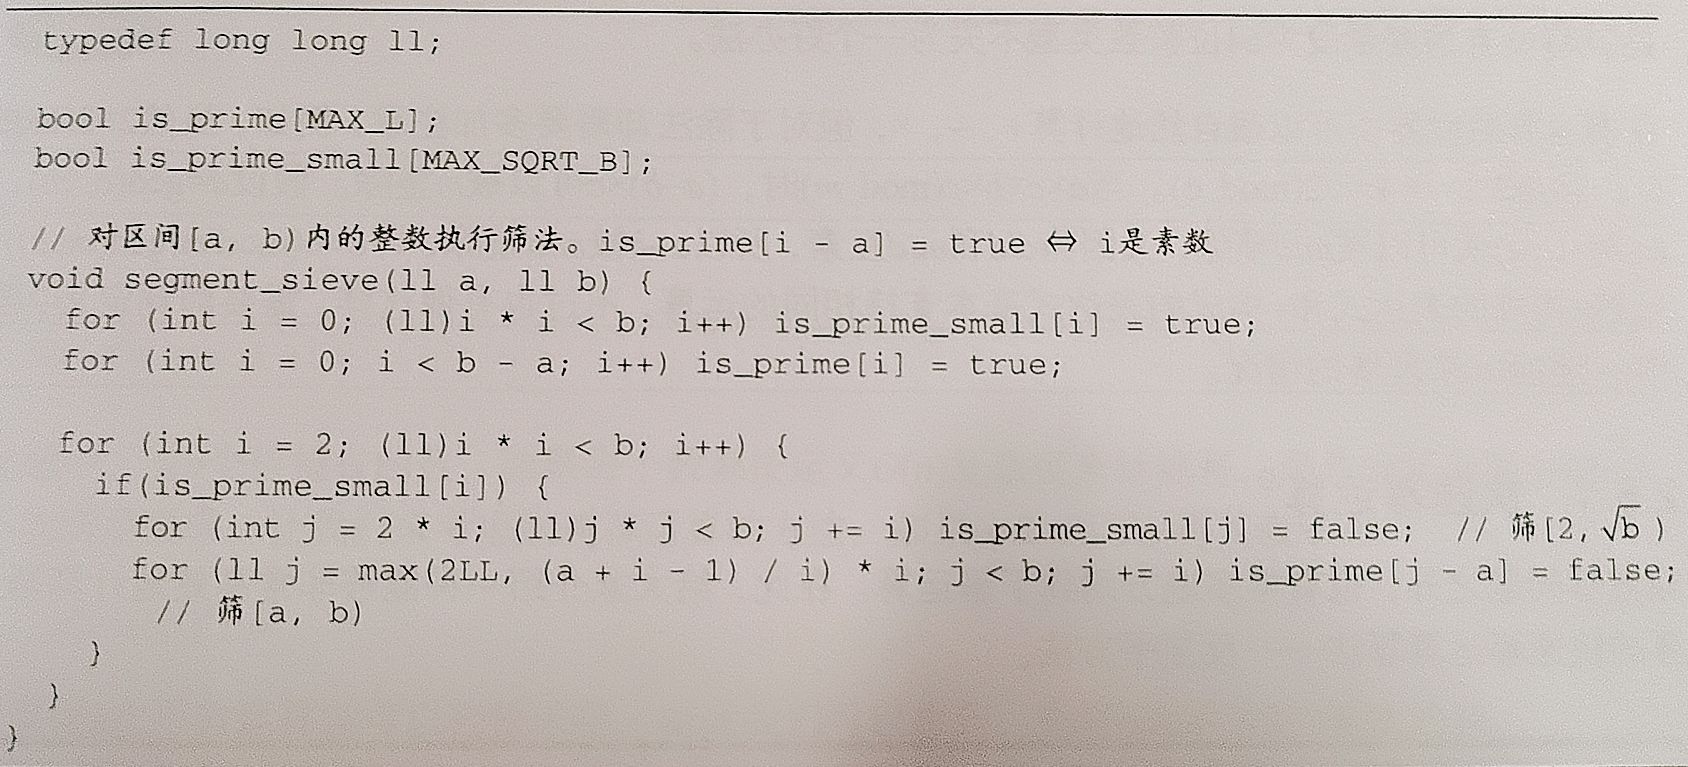 typedef long long ll;
bool is_prime[MAX_L];
bool is_prime_small[MAX_SQRT_B];
// 对区间[a, b)内的整数执行筛法。is_prime[i - a] = true ⇔ i是素数
void segment_sieve(ll a, ll b) {
for (int i = 0; (ll)i * i < b; i++) is_prime_small[i] = true;
for (int i = 0; i < b - a; i++) is_prime[i] = true;
for (int i = 2; (ll)i * i < b; i++) {
if(is_prime_small[i]) {
for (int j = 2 * i; (ll)j * j < b; j += i) is_prime_small[j] = false; // 筛[2, √b )
for (ll j = max(2LL, (a + i - 1) / i) * i; j < b; j += i) is_prime[j - a] = false;
// 筛[a, b)
}
}
}